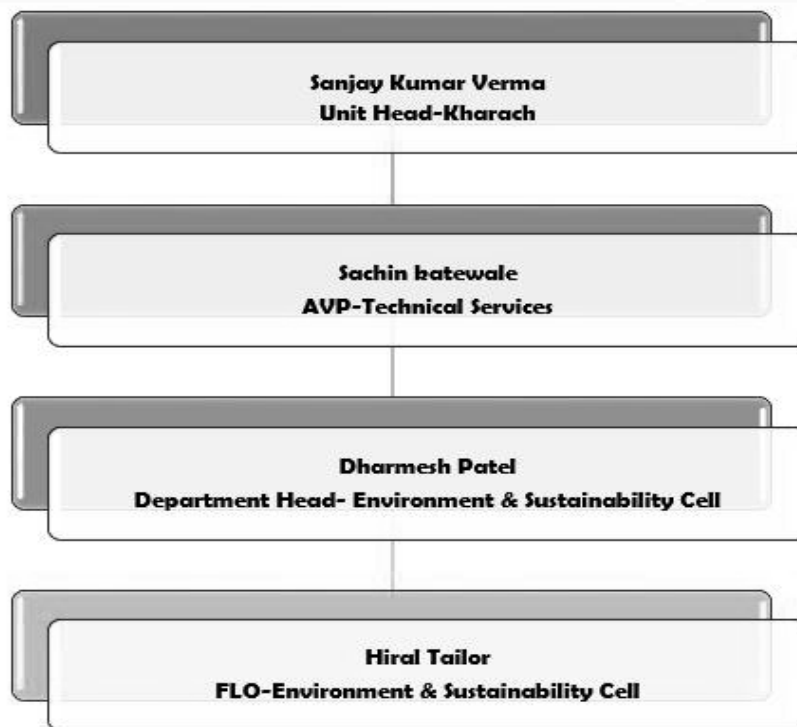 Sanjay Kumar Verma
Unit Head-Kharach
Sachin katewale
AVP-Technical Services
Dharmesh Patel
Department Head- Environment & Sustainability Cell
Hiral Tailor
FLO-Environment & Sustainability Cell